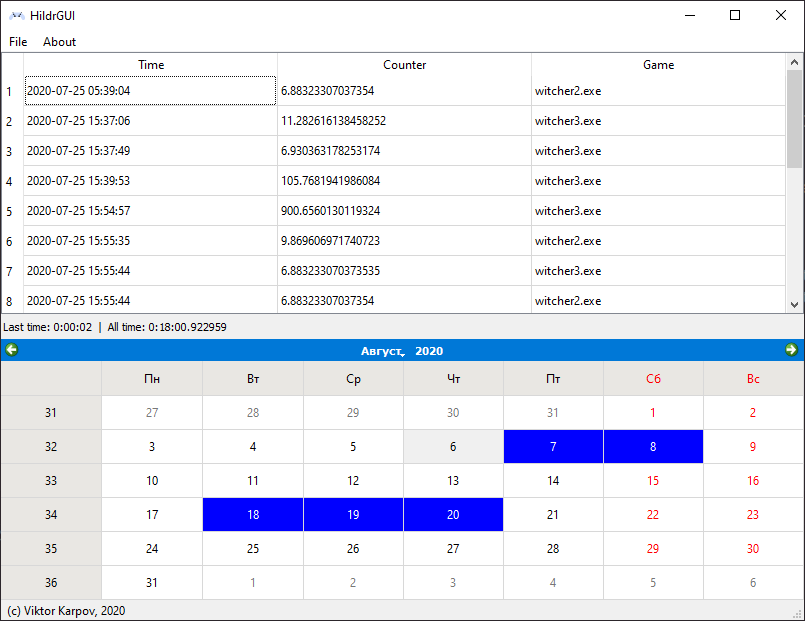 HildrGUI
File About
Time Counter Game
1 2020-07-25 05:39:04 6.88323307037354 witcher2.exe
2 2020-07-25 15:37:06 11.282616138458252 witcher3.exe
3 2020-07-25 15:37:49 6.930363178253174 witcher3.exe
4 2020-07-25 15:39:53 105.7681941986084 witcher3.exe
5 2020-07-25 15:54:57 900.6560130119324 witcher3.exe
6 2020-07-25 15:55:35 9.869606971740723 witcher2.exe
7 2020-07-25 15:55:44 6.883233070373535 witcher3.exe
8 2020-07-25 15:55:44 6.88323307037354 witcher2.exe
Last time: 0:00:02 | All time: 0:18:00.922959
Август, 2020
Пн Вт Ср Чт Пт Сб Вс
31 27 28 29 30 31 1 2
32 3 4 5 6 7 8 9
33 10 11 12 13 14 15 16
34 17 18 19 20 21 22 23
35 24 25 26 27 28 29 30
36 31 1 2 3 4 5 6
(c) Viktor Karpov, 2020